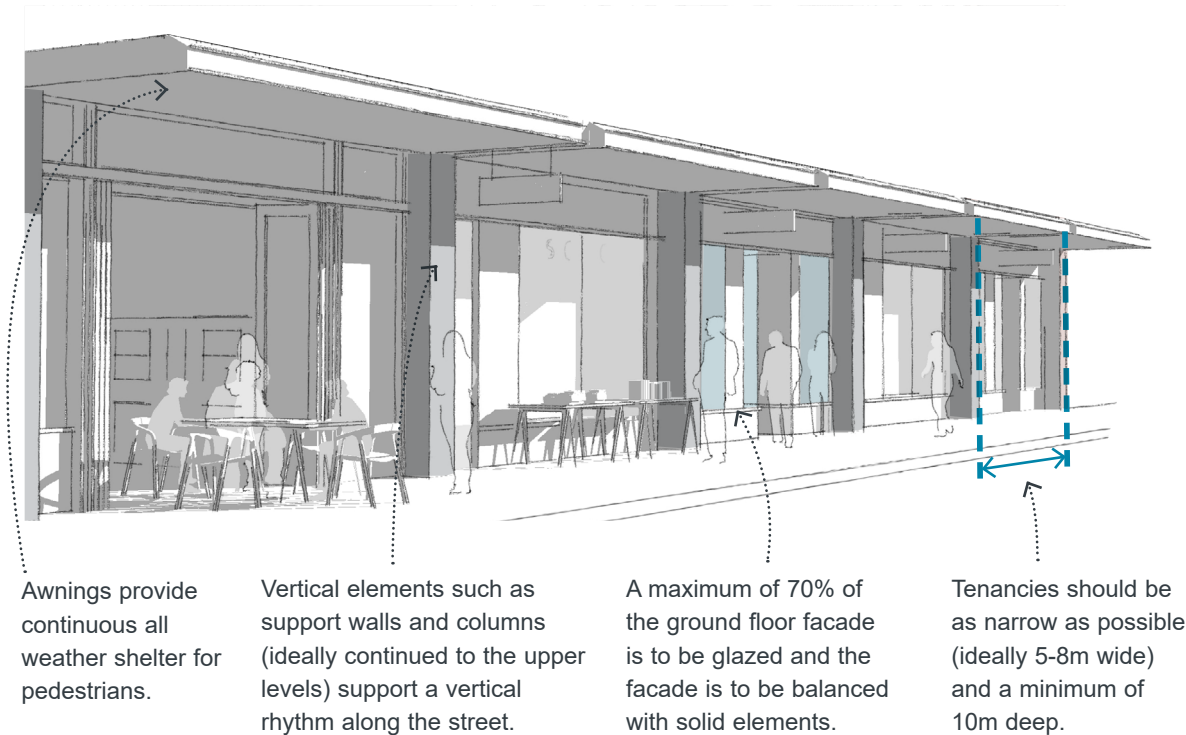 Awnings provide
continuous all
weather shelter for
pedestrians.
Vertical elements such as
support walls and columns
(ideally continued to the upper
levels) support a vertical
rhythm along the street.
A maximum of 70% of
the ground floor facade
is to be glazed and the
facade is to be balanced
with solid elements.
Tenancies should be
as narrow as possible
(ideally 5-8m wide)
and a minimum of
10m deep.